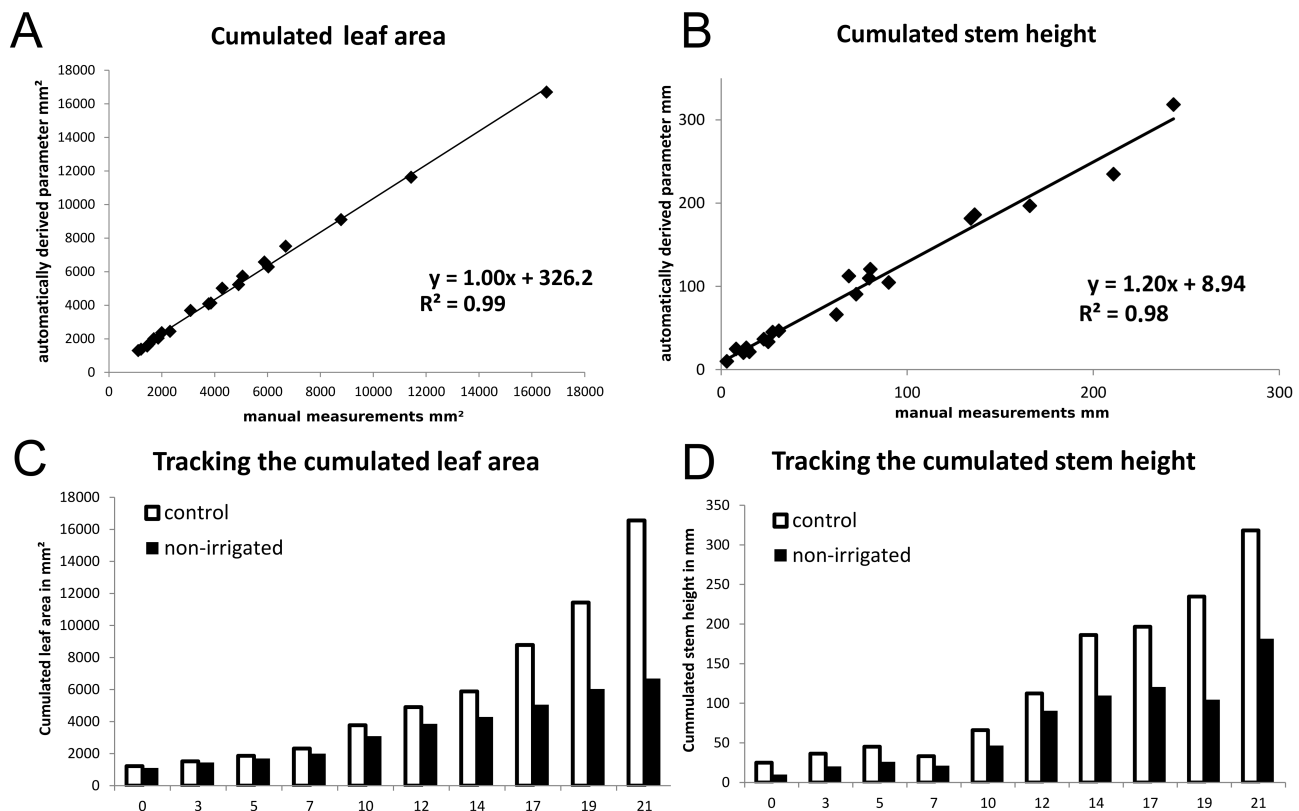 A
Cumulated leaf area
automatically derived parameter mm²
18000
16000
14000
12000
10000
8000
6000
4000
2000
0
y = 1.00x + 326.2
R² = 0.99
0 2000 4000 6000 8000 10000 12000 14000 16000 18000
manual measurements mm²
B
Cumulated stem height
automatically derived parameter mm
300
200
100
0
y = 1.20x + 8.94
R² = 0.98
0 100 200 300
manual measurements mm
C
Tracking the cumulated leaf area
Cumulated leaf area in mm²
18000
16000
14000
12000
10000
8000
6000
4000
2000
0
control
non-irrigated
0 3 5 7 10 12 14 17 19 21
D
Tracking the cumulated stem height
Cummulated stem height in mm
350
300
250
200
150
100
50
0
control
non-irrigated
0 3 5 7 10 12 14 17 19 21